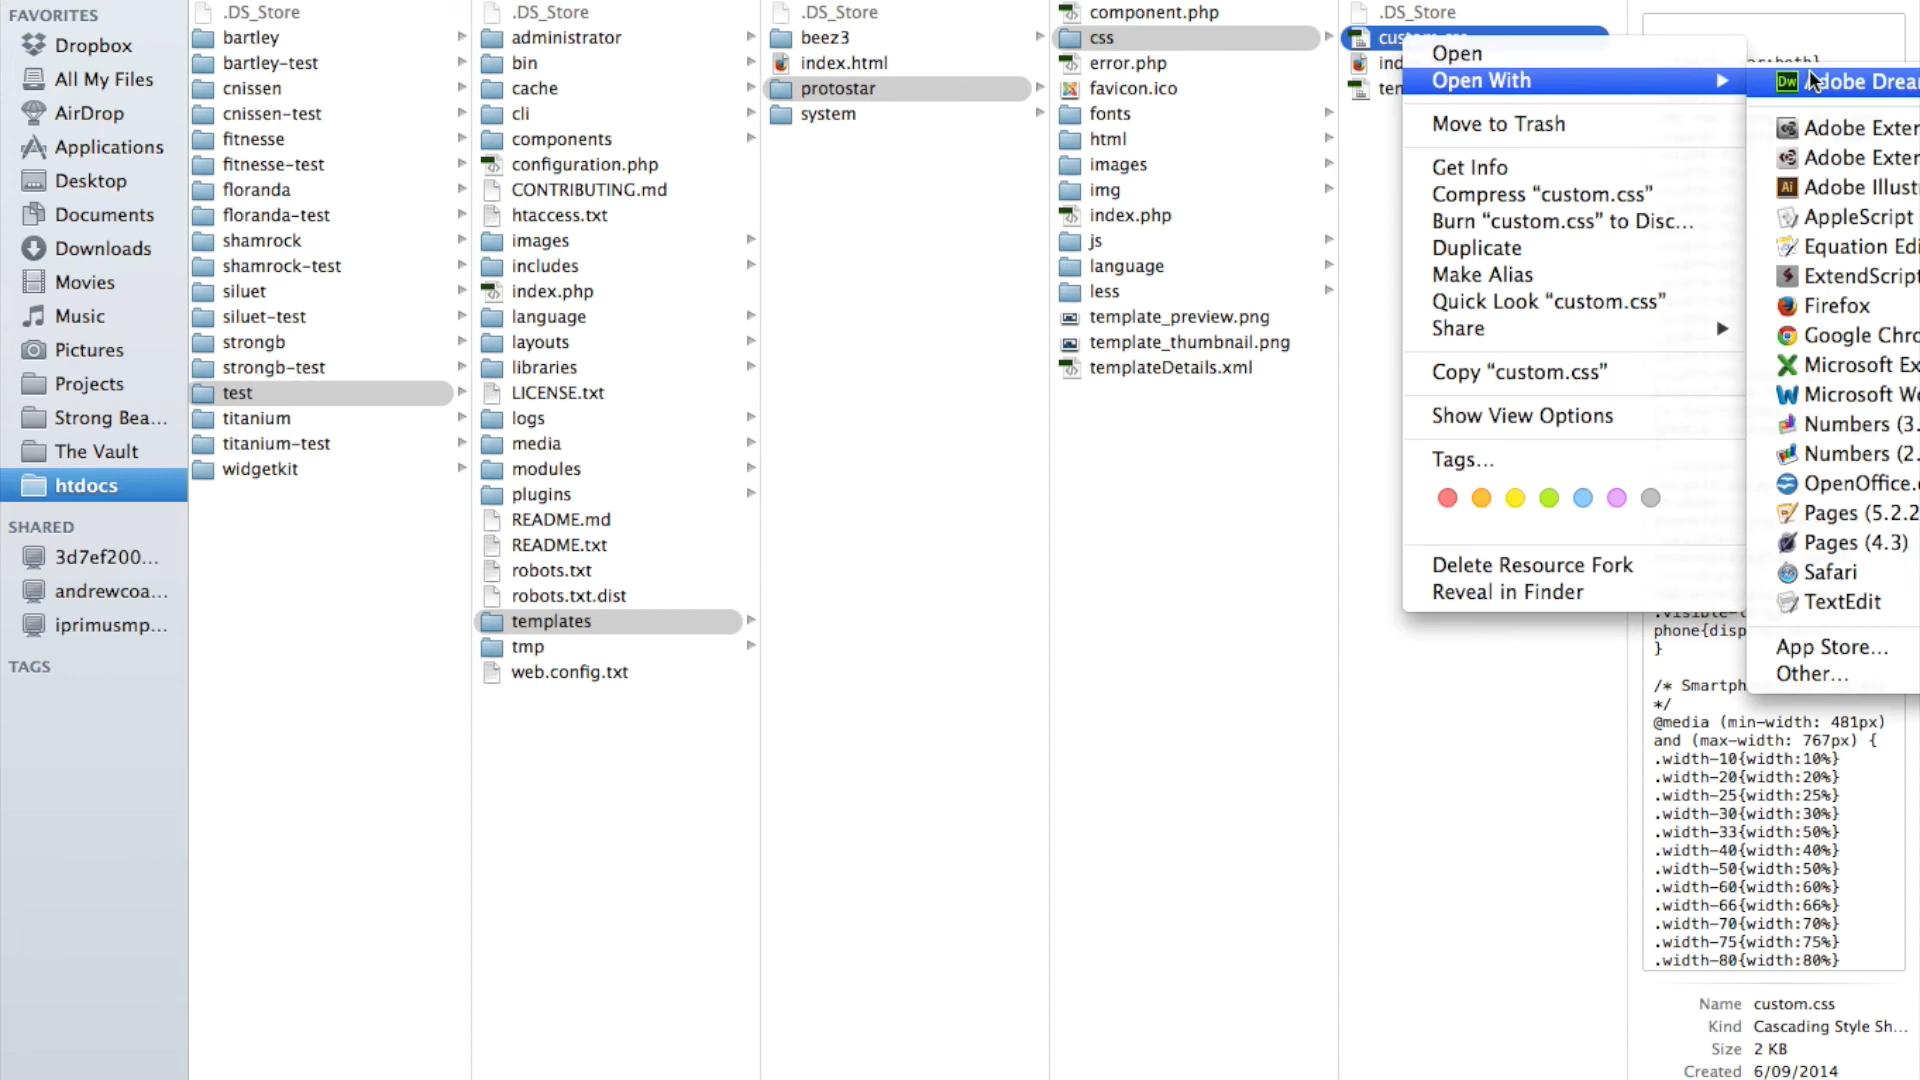 FAVORITES
Dropbox
All My Files
AirDrop
Applications
Desktop
Documents
Downloads
Movies
Music
Pictures
Projects
Strong Bea...
The Vault
htdocs
SHARED
3d7ef200...
andrewcoa...
iprimusmp...
TAGS
.DS_Store
bartley
bartley-test
cnissen
cnissen-test
fitnesse
fitnesse-test
floranda
floranda-test
shamrock
shamrock-test
siluet
siluet-test
strongb
strongb-test
test
titanium
titanium-test
widgetkit
.DS_Store
administrator
bin
cache
cli
components
configuration.php
CONTRIBUTING.md
htaccess.txt
images
includes
index.php
language
layouts
libraries
LICENSE.txt
logs
media
modules
plugins
README.md
README.txt
robots.txt
robots.txt.dist
templates
tmp
web.config.txt
.DS_Store
beez3
index.html
protostar
system
component.php
css
error.php
favicon.ico
fonts
html
images
img
index.php
js
language
less
template_preview.png
template_thumbnail.png
templateDetails.xml
.DS_Store
Open
Open With
Move to Trash
Get Info
Compress “custom.css”
Burn “custom.css” to Disc...
Duplicate
Make Alias
Quick Look “custom.css”
Share
Copy “custom.css”
Show View Options
Tags...
Delete Resource Fork
Reveal in Finder
Dw Adobe Drea
Adobe Exter
Adobe Exter
Ai Adobe Illust
AppleScript
Equation Edi
ExtendScript
Firefox
Google Chro
Microsoft Ex
Microsoft Wo
Numbers (3.
Numbers (2.
OpenOffice.
Pages (5.2.2
Pages (4.3)
Safari
TextEdit
App Store...
Other...
phone{disp
}
/* Smartph
*/
@media (min-width: 481px)
and (max-width: 767px) {
.width-10{width:10%}
.width-20{width:20%}
.width-25{width:25%}
.width-30{width:30%}
.width-33{width:50%}
.width-40{width:40%}
.width-50{width:50%}
.width-60{width:60%}
.width-66{width:66%}
.width-70{width:70%}
.width-75{width:75%}
.width-80{width:80%}
Name custom.css
Kind Cascading Style Sh...
Size 2 KB
Created 6/09/2014